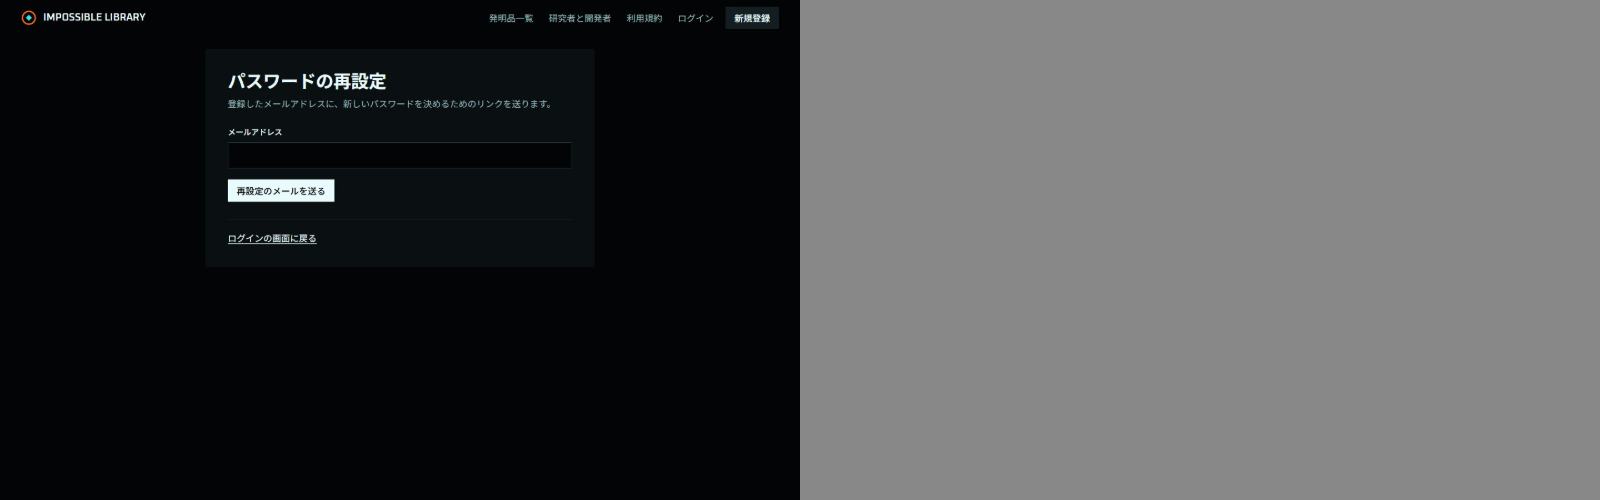 IMPOSSIBLE LIBRARY
発明品一覧 研究者と開発者 利用規約 ログイン 新規登録
パスワードの再設定
登録したメールアドレスに、新しいパスワードを決めるためのリンクを送ります。
メールアドレス
再設定のメールを送る
ログインの画面に戻る